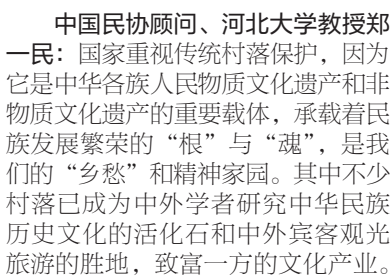 中国民协顾问、河北大学教授郑
一民：国家重视传统村落保护，因为
它是中华各族人民物质文化遗产和非
物质文化遗产的重要载体，承载着民
族发展繁荣的“根”与“魂”，是我
们的“乡愁”和精神家园。其中不少
村落已成为中外学者研究中华民族
历史文化的活化石和中外宾客观光
旅游的胜地，致富一方的文化产业。